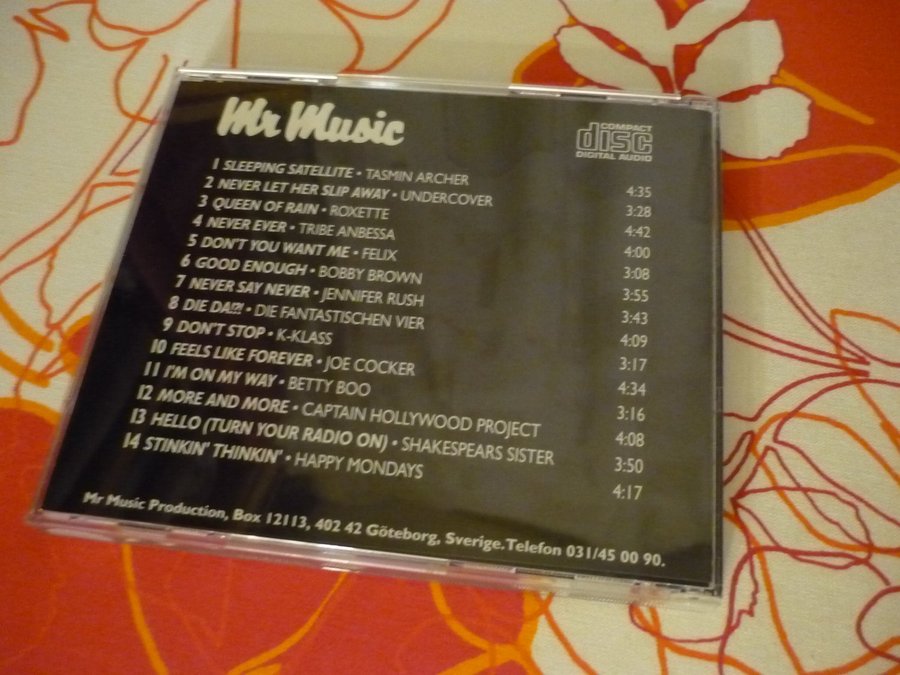 Mr Music
COMPACT
disc
DIGITAL AUDIO
1 SLEEPING SATELLITE • TASMIN ARCHER 4:35
2 NEVER LET HER SLIP AWAY • UNDERCOVER 3:28
3 QUEEN OF RAIN • ROXETTE 4:42
4 NEVER EVER • TRIBE ANBESSA 4:00
5 DON'T YOU WANT ME • FELIX 3:08
6 GOOD ENOUGH • BOBBY BROWN 3:55
7 NEVER SAY NEVER • JENNIFER RUSH 3:43
8 DIE DA!?! • DIE FANTASTISCHEN VIER 4:09
9 DON'T STOP • K-KLASS 3:17
10 FEELS LIKE FOREVER • JOE COCKER 4:34
11 I'M ON MY WAY • BETTY BOO 3:16
12 MORE AND MORE • CAPTAIN HOLLYWOOD PROJECT 4:08
13 HELLO (TURN YOUR RADIO ON) • SHAKESPEARS SISTER 3:50
14 STINKIN' THINKIN' • HAPPY MONDAYS 4:17
Mr Music Production, Box 12113, 402 42 Göteborg, Sverige. Telefon 031/45 00 90.